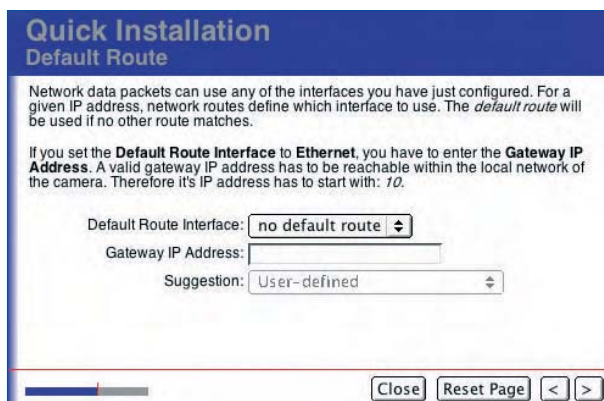 Quick Installation
Default Route
Network data packets can use any of the interfaces you have just configured. For a
given IP address, network routes define which interface to use. The default route will
be used if no other route matches.
If you set the Default Route Interface to Ethernet, you have to enter the Gateway IP
Address. A valid gateway IP address has to be reachable within the local network of
the camera. Therefore it's IP address has to start with: 10.
Default Route Interface: no default route
Gateway IP Address:
Suggestion: User-defined
Close Reset Page < >